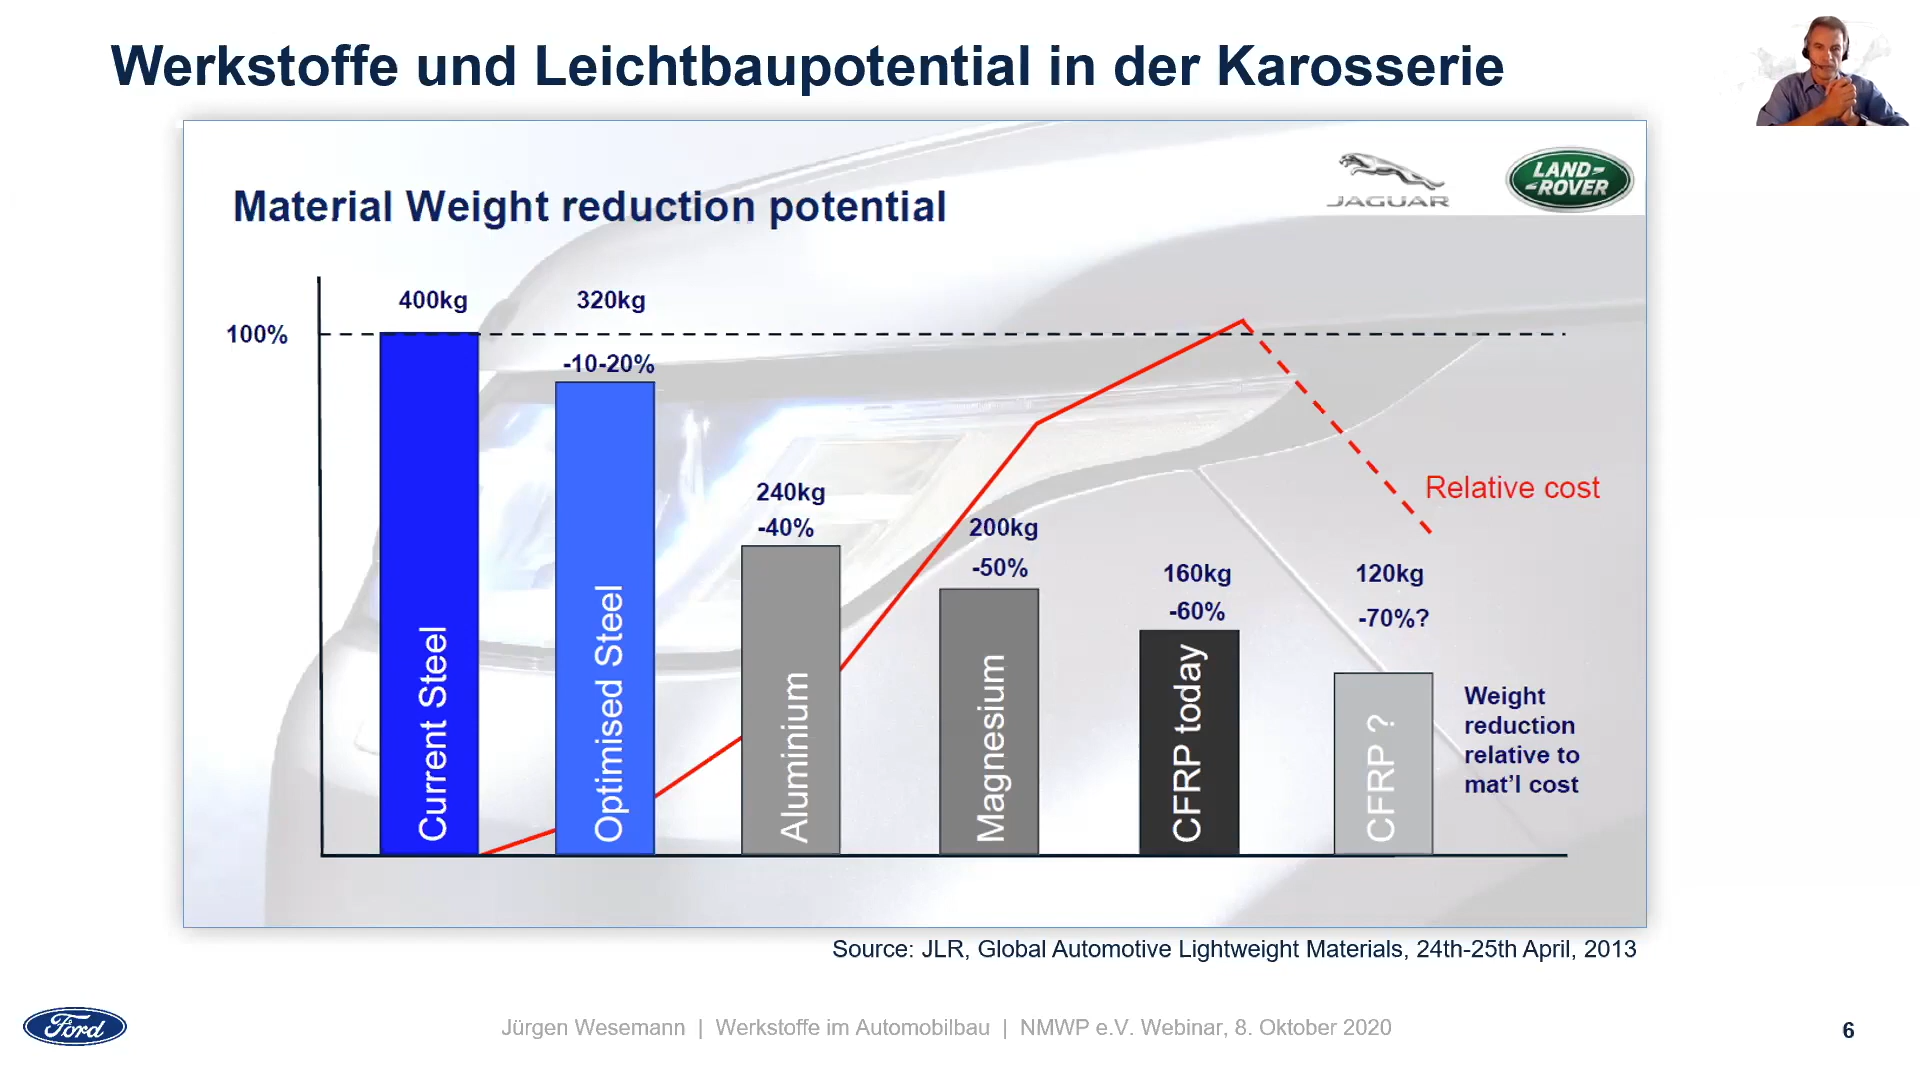 Werkstoffe und Leichtbaupotential in der Karosserie
Material Weight reduction potential
JAGUAR
LAND-
-ROVER
400kg
320kg
100%
-10-20%
240kg
-40%
200kg
-50%
160kg
-60%
120kg
-70%?
Relative cost
Current Steel
Optimised Steel
Aluminium
Magnesium
CFRP today
CFRP ?
Weight
reduction
relative to
mat'l cost
Source: JLR, Global Automotive Lightweight Materials, 24th-25th April, 2013
Ford
Jürgen Wesemann | Werkstoffe im Automobilbau | NMWP e.V. Webinar, 8. Oktober 2020
6